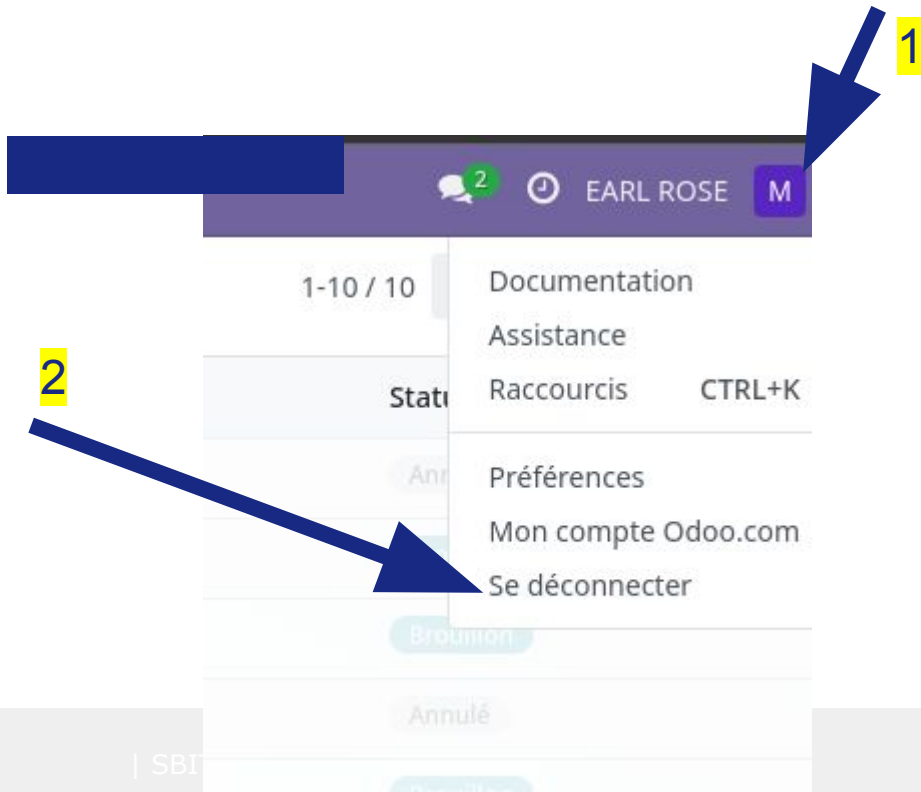 1
2 EARL ROSE M
1-10 / 10
Documentation
Assistance
Raccourcis CTRL+K
2
Préférences
Mon compte Odoo.com
Se déconnecter
Brouillon
Annulé
| SBI